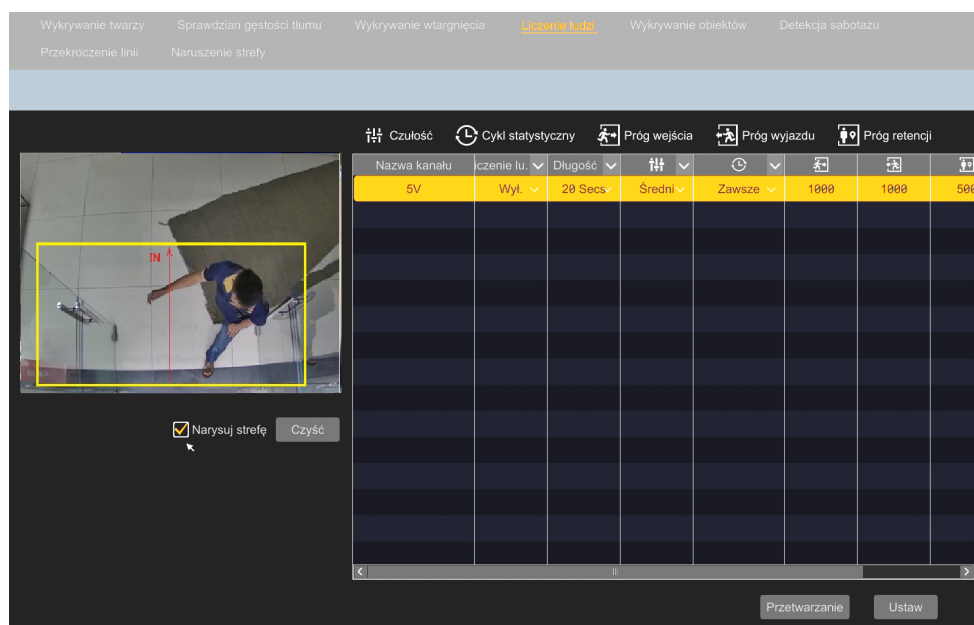 Wykrywanie twarzy Sprawdzian gęstości tłumu Wykrywanie wtargnięcia Liczenie ludzi Wykrywanie obiektów Detekcja sabotażu
Przekroczenie linii Naruszenie strefy
Czułość Cykl statystyczny Próg wejścia Próg wyjazdu Próg retencji
Nazwa kanału iczenie lu. Długość
5V Wył. 20 Secs Średni Zawsze 1000 1000 500
IN
Narysuj strefę Czyść
Przetwarzanie Ustaw